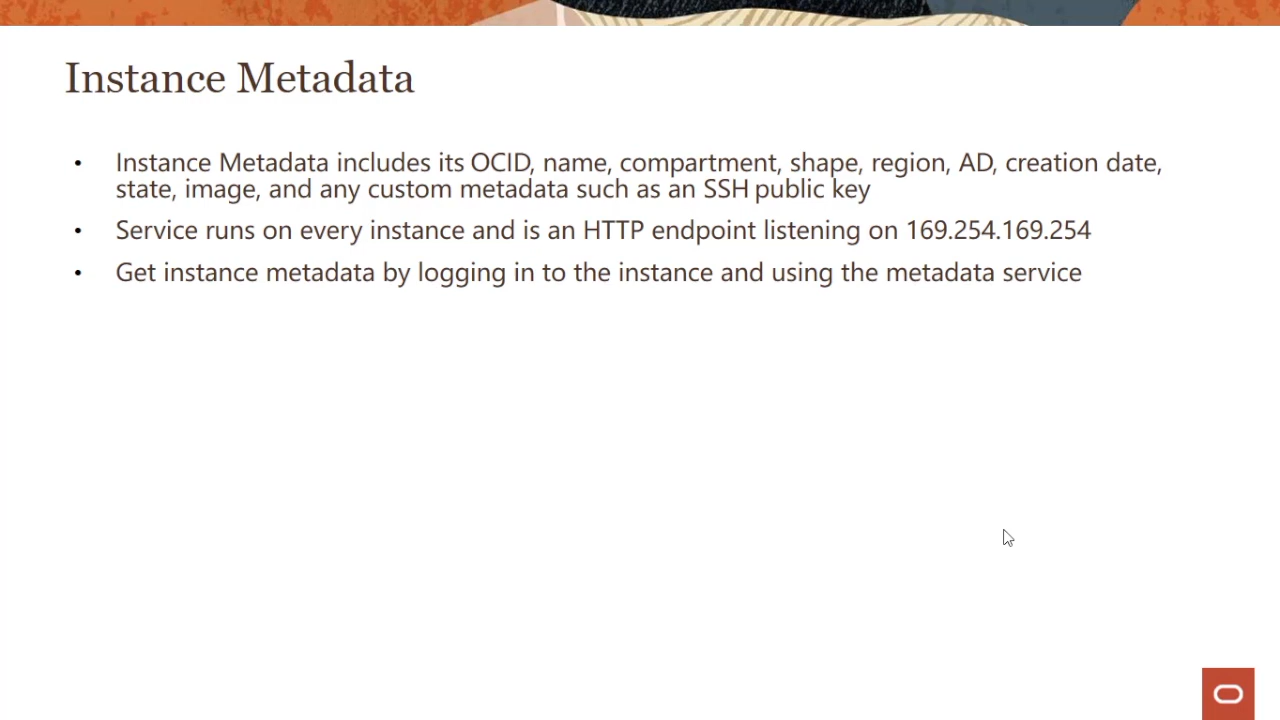 Instance Metadata
• Instance Metadata includes its OCID, name, compartment, shape, region, AD, creation date,
state, image, and any custom metadata such as an SSH public key
• Service runs on every instance and is an HTTP endpoint listening on 169.254.169.254
• Get instance metadata by logging in to the instance and using the metadata service